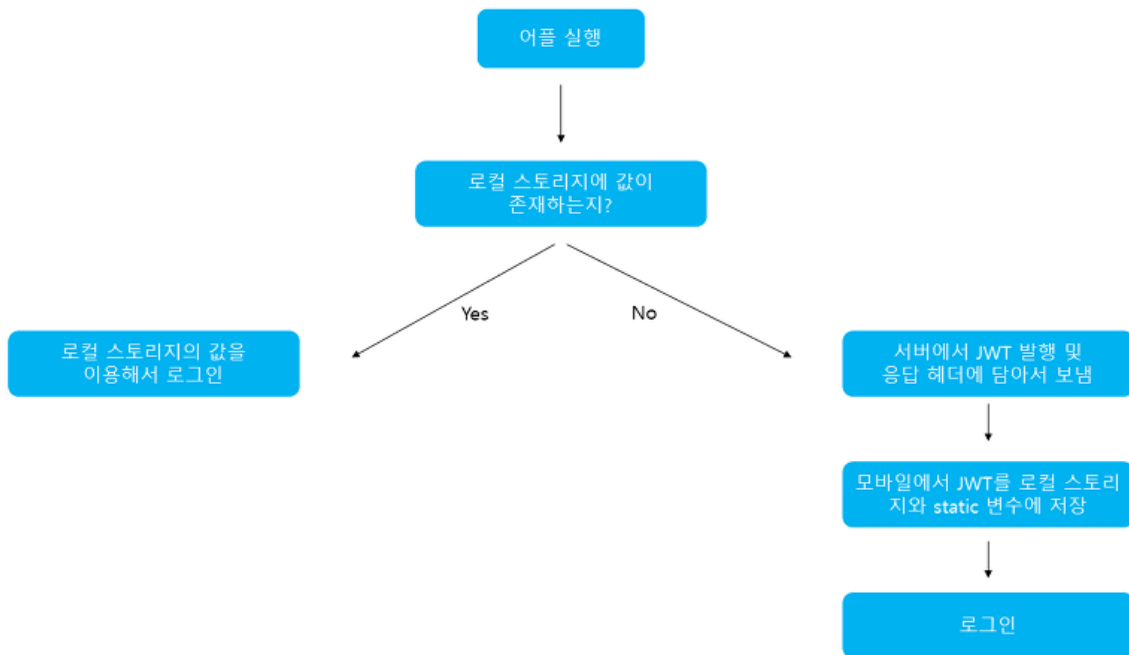 어플 실행
로컬 스토리지에 값이
존재하는지?
Yes
No
로컬 스토리지의 값을
이용해서 로그인
서버에서 JWT 발행 및
응답 헤더에 담아서 보냄
모바일에서 JWT를 로컬 스토리
지와 static 변수에 저장
로그인